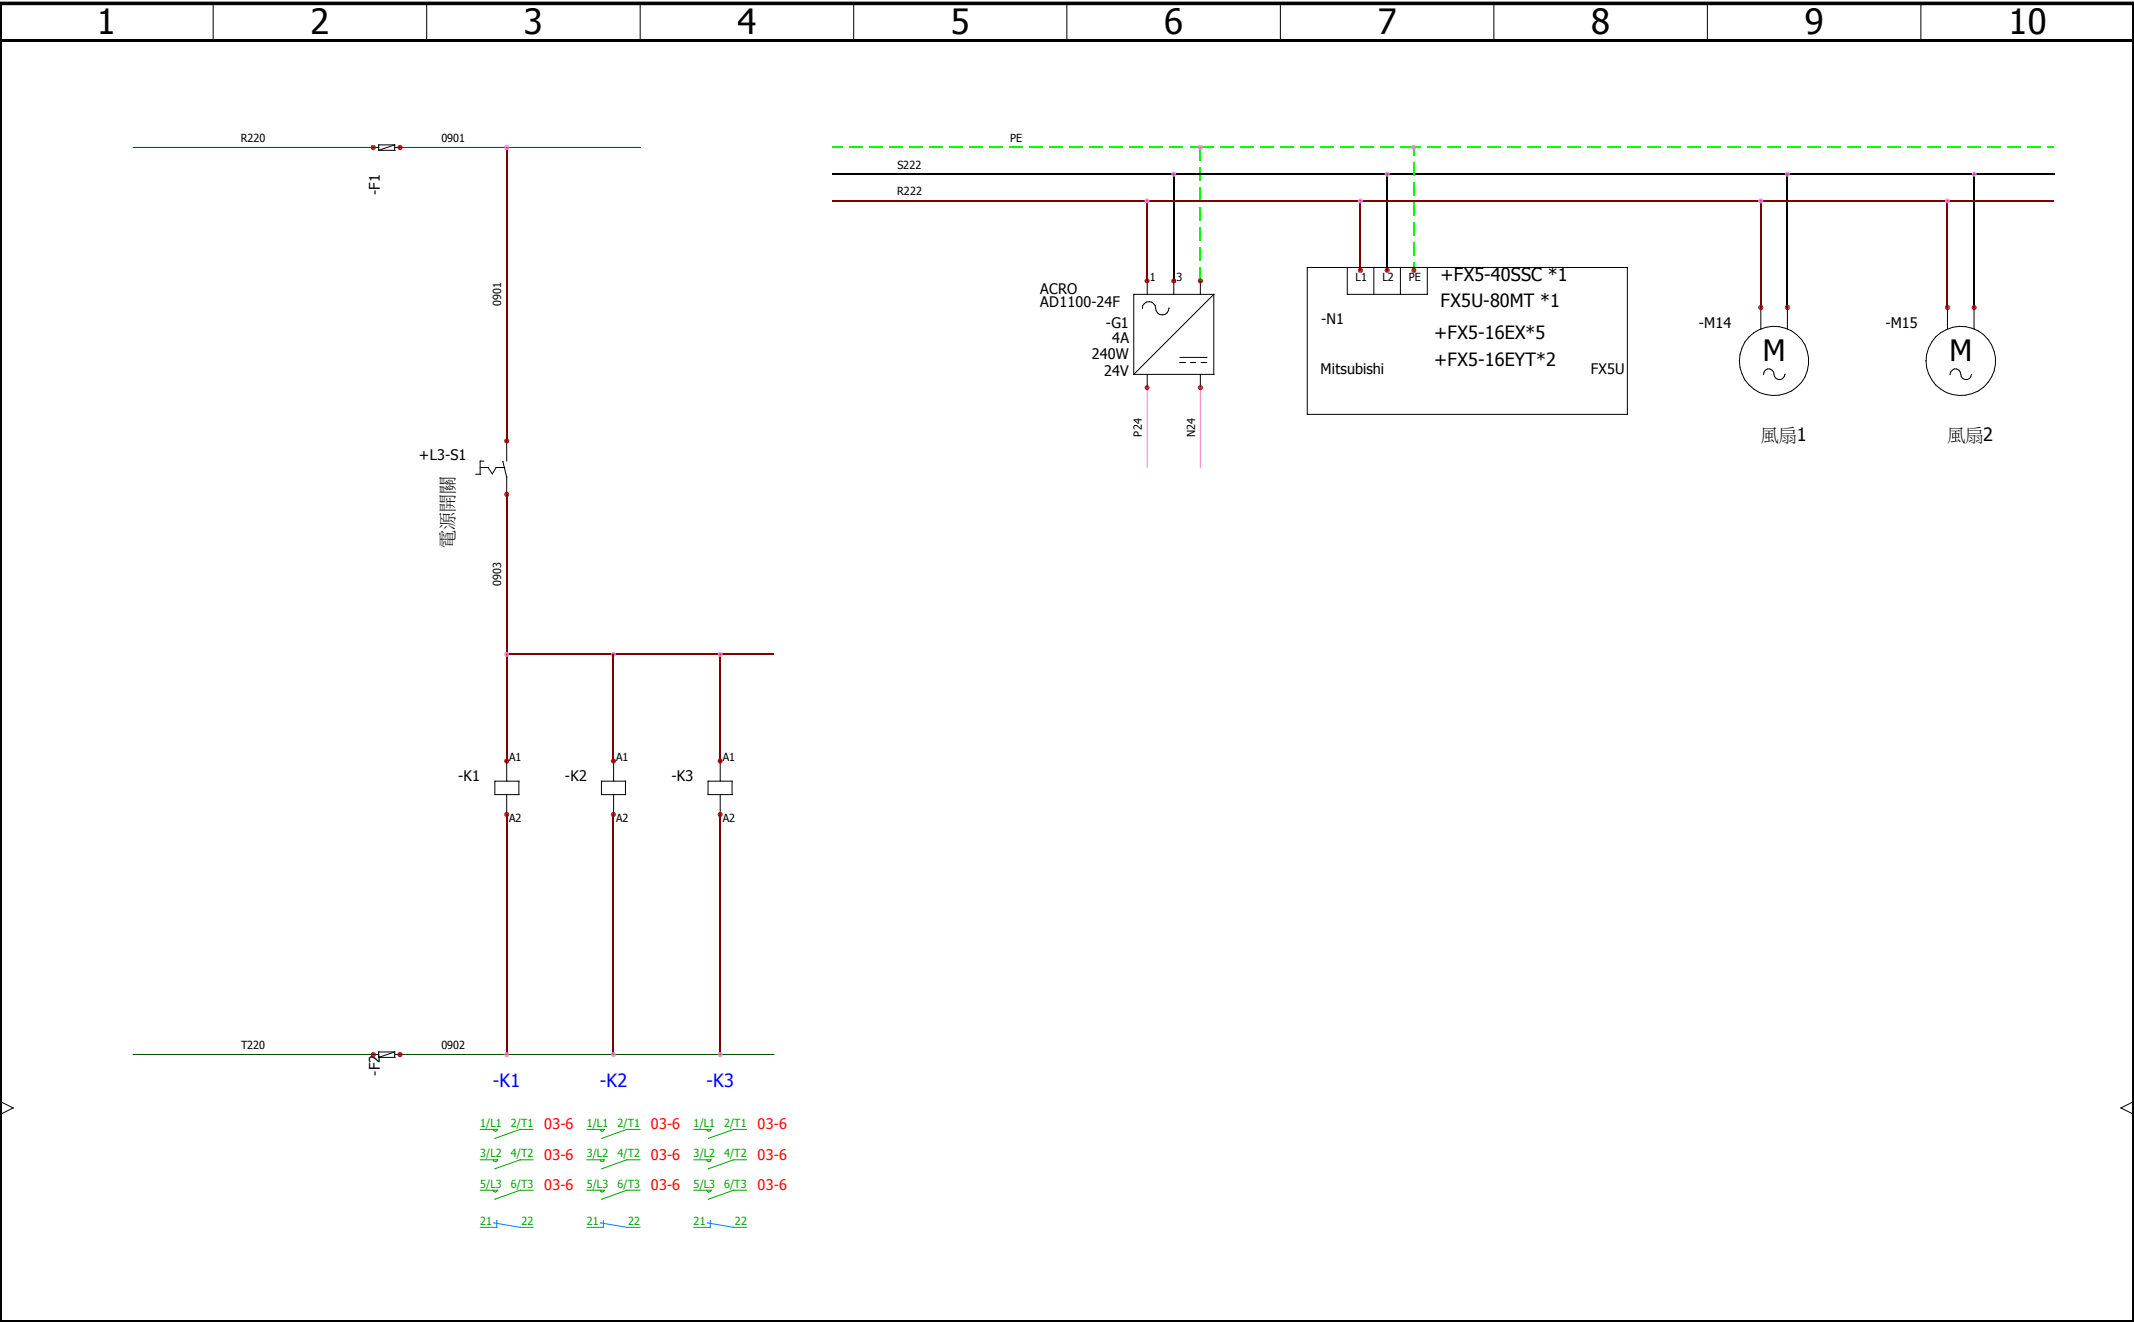 1 2 3 4 5 6 7 8 9 10
R220 0901
-F1
0901
+L3-S1
電源開關
0903
-K1 A1 A2
-K2 A1 A2
-K3 A1 A2
T220 0902
-F2
-K1 -K2 -K3
1/L1 2/T1 03-6 1/L1 2/T1 03-6 1/L1 2/T1 03-6
3/L2 4/T2 03-6 3/L2 4/T2 03-6 3/L2 4/T2 03-6
5/L3 6/T3 03-6 5/L3 6/T3 03-6 5/L3 6/T3 03-6
21 22 21 22 21 22
PE
S222
R222
1 3
ACRO
AD1100-24F
-G1
4A
240W
24V
P24 N24
L1 L2 PE
+FX5-40SSC *1
FX5U-80MT *1
-N1
+FX5-16EX*5
+FX5-16EYT*2
Mitsubishi FX5U
-M14
M
風扇1
-M15
M
風扇2